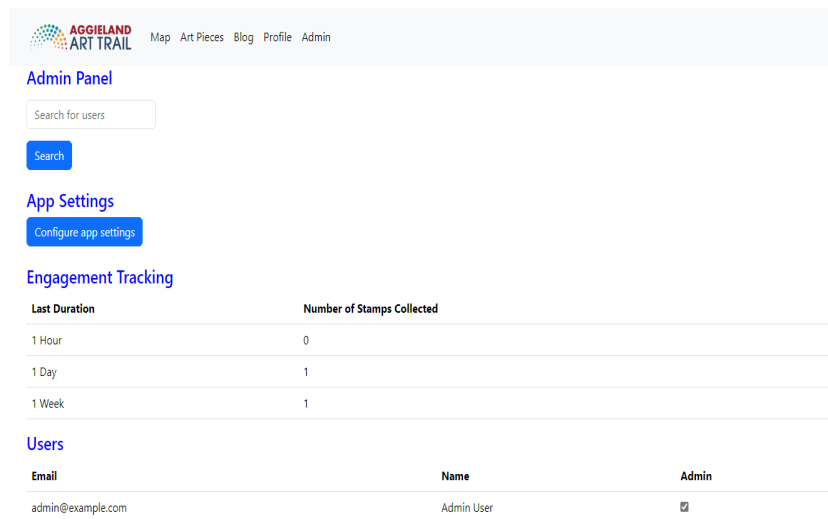 AGGIELAND
ART TRAIL
Map Art Pieces Blog Profile Admin
Admin Panel
Search for users
Search
App Settings
Configure app settings
Engagement Tracking
Last Duration Number of Stamps Collected
1 Hour 0
1 Day 1
1 Week 1
Users
Email Name Admin
admin@example.com Admin User